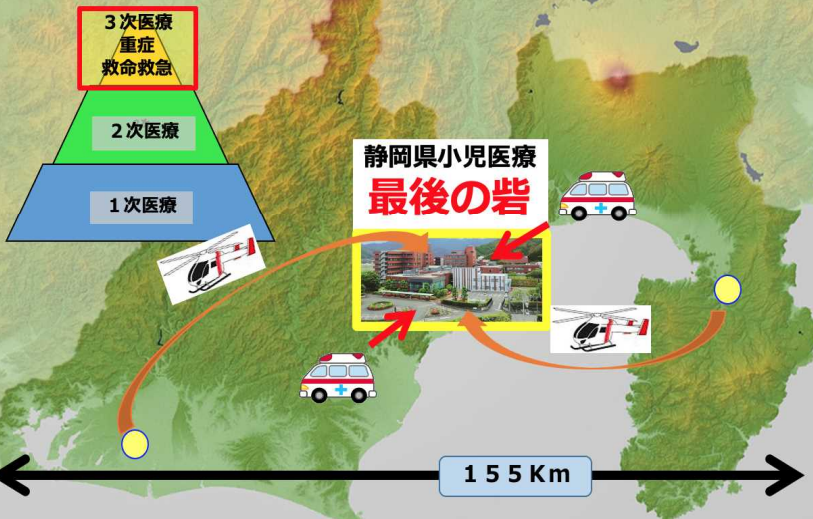 ３次医療
重症
救命救急
２次医療
１次医療
静岡県小児医療
最後の砦
１５５Ｋｍ